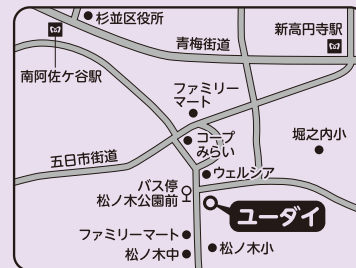 杉並区役所
新高円寺駅
青梅街道
南阿佐ケ谷駅
ファミリー
マート
コープ
みらい
堀之内小
五日市街道
ウェルシア
バス停
松ノ木公園前
ユーダイ
ファミリーマート
松ノ木小
松ノ木中